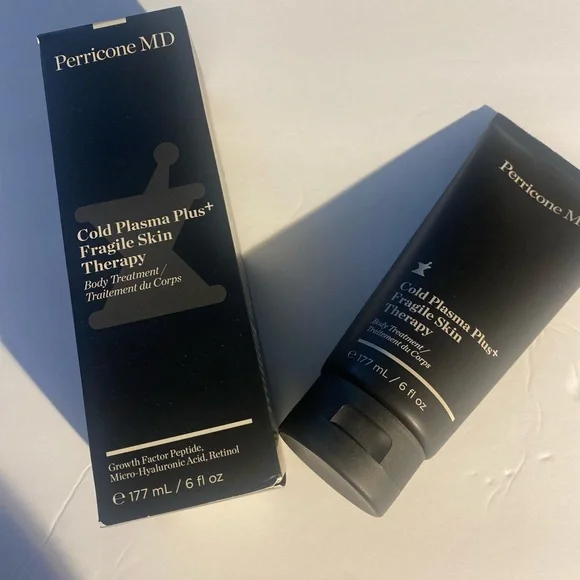 Perricone MD
Cold Plasma Plus+
Fragile Skin
Therapy
Body Treatment/
Traitement du Corps
Growth Factor Peptide,
Micro-Hyaluronic Acid, Retinol
℮ 177 mL / 6 fl oz
Perricone MD
Cold Plasma Plus+
Fragile Skin
Therapy
Body Treatment/
Traitement du Corps
℮ 177 mL / 6 fl oz